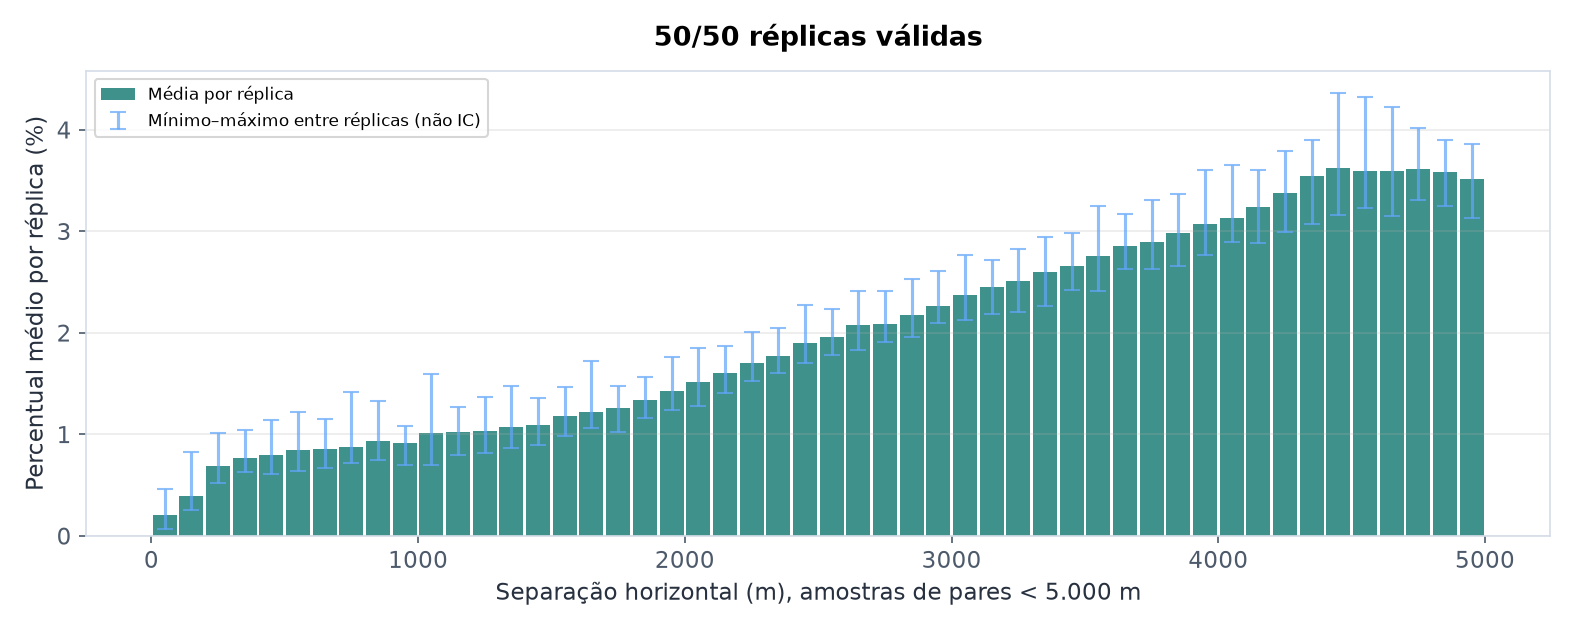 50/50 réplicas válidas
Média por réplica
Mínimo–máximo entre réplicas (não IC)
Percentual médio por réplica (%)
4
3
2
1
0
0 1000 2000 3000 4000 5000
Separação horizontal (m), amostras de pares < 5.000 m